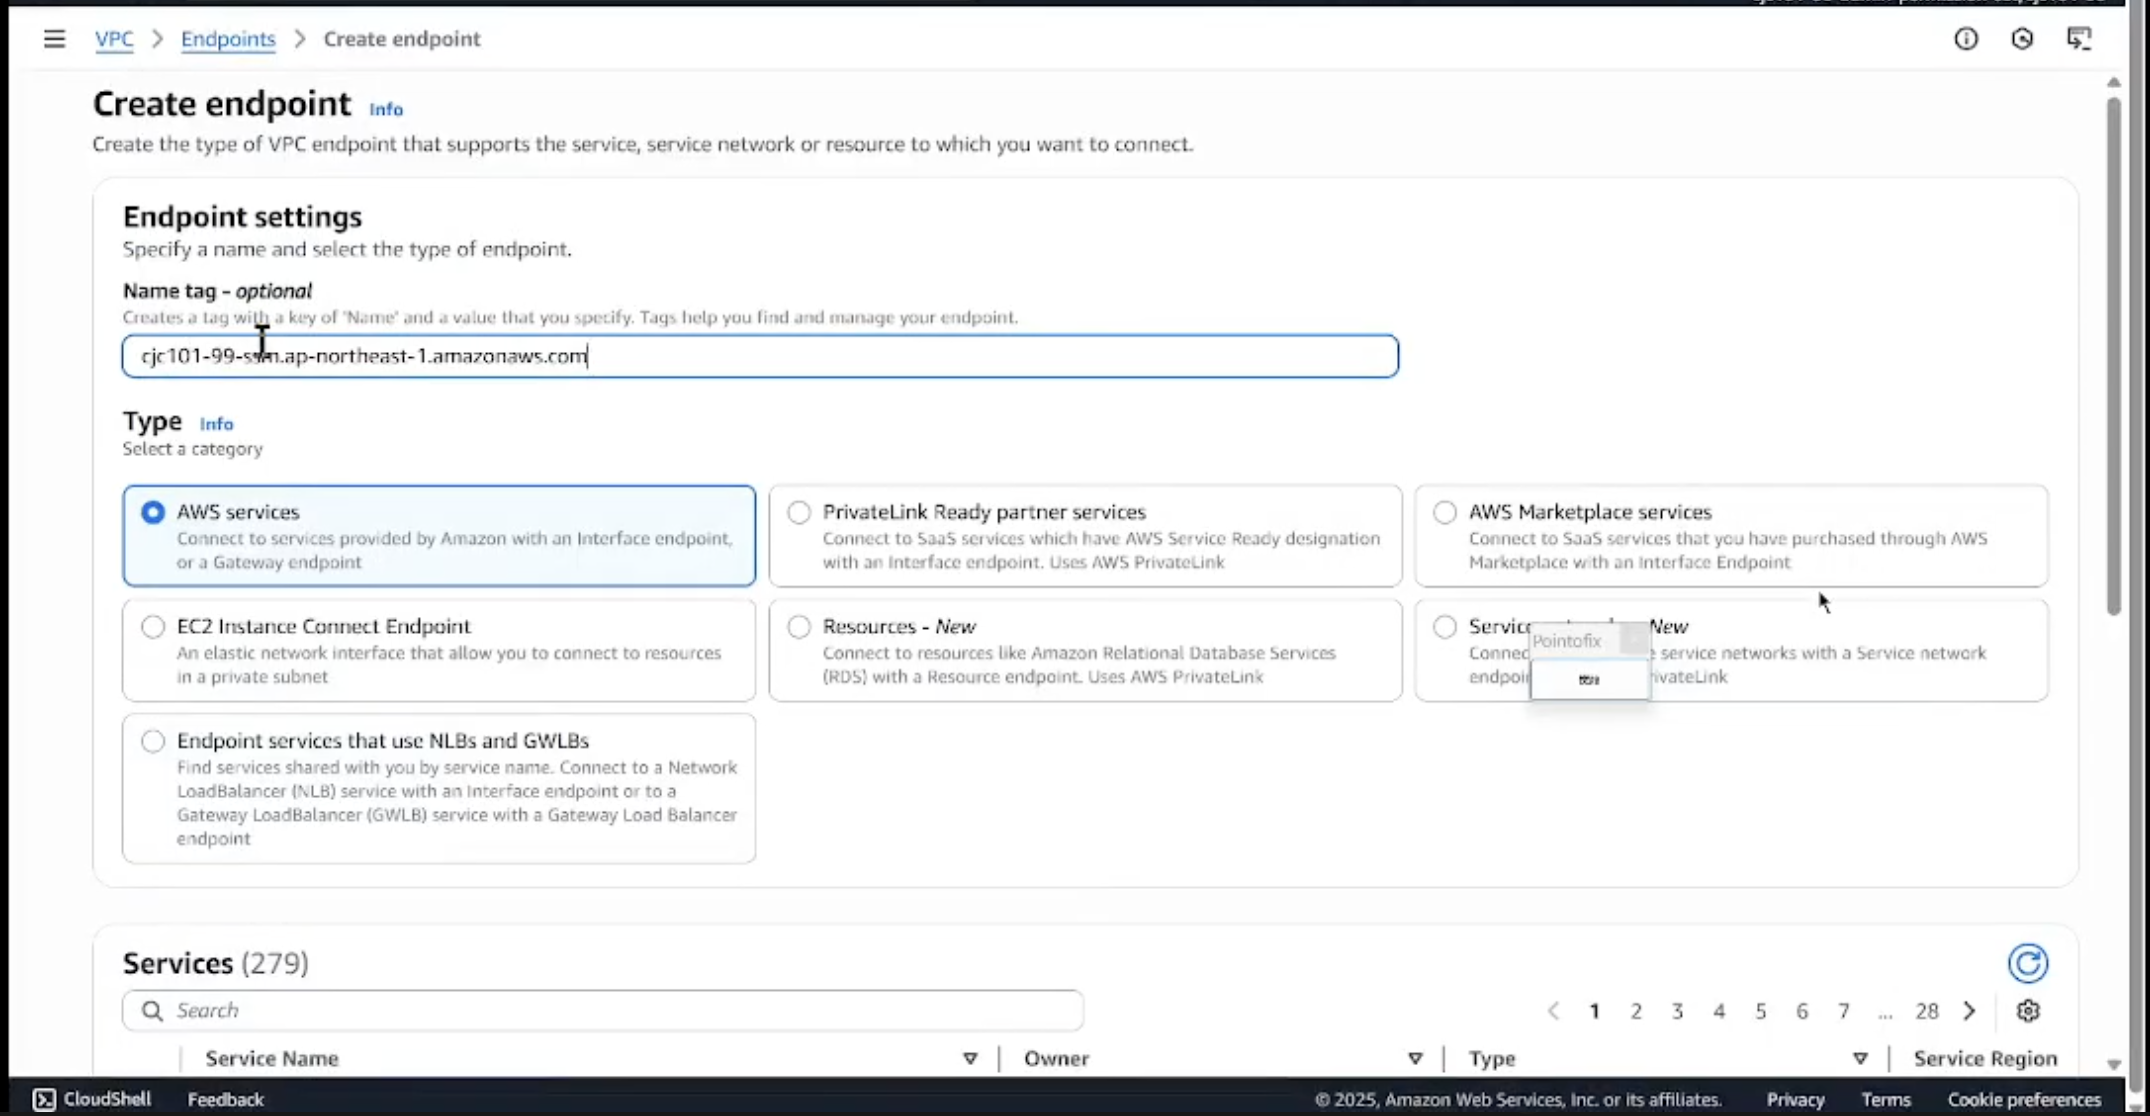 VPC > Endpoints > Create endpoint
Create endpoint Info
Create the type of VPC endpoint that supports the service, service network or resource to which you want to connect.
Endpoint settings
Specify a name and select the type of endpoint.
Name tag - optional
Creates a tag with a key of 'Name' and a value that you specify. Tags help you find and manage your endpoint.
cjc101-99-ssm.ap-northeast-1.amazonaws.com
Type Info
Select a category
AWS services
Connect to services provided by Amazon with an Interface endpoint,
or a Gateway endpoint
PrivateLink Ready partner services
Connect to SaaS services which have AWS Service Ready designation
with an Interface endpoint. Uses AWS PrivateLink
AWS Marketplace services
Connect to SaaS services that you have purchased through AWS
Marketplace with an Interface Endpoint
EC2 Instance Connect Endpoint
An elastic network interface that allow you to connect to resources
in a private subnet
Resources - New
Connect to resources like Amazon Relational Database Services
(RDS) with a Resource endpoint. Uses AWS PrivateLink
New
service networks with a Service network
Pointofix
Endpoint services that use NLBs and GWLBs
Find services shared with you by service name. Connect to a Network
LoadBalancer (NLB) service with an Interface endpoint or to a
Gateway LoadBalancer (GWLB) service with a Gateway Load Balancer
endpoint
Services (279)
Search
1 2 3 4 5 6 7 ... 28
Service Name Owner Type Service Region
CloudShell Feedback © 2025, Amazon Web Services, Inc. or its affiliates. Privacy Terms Cookie preferences